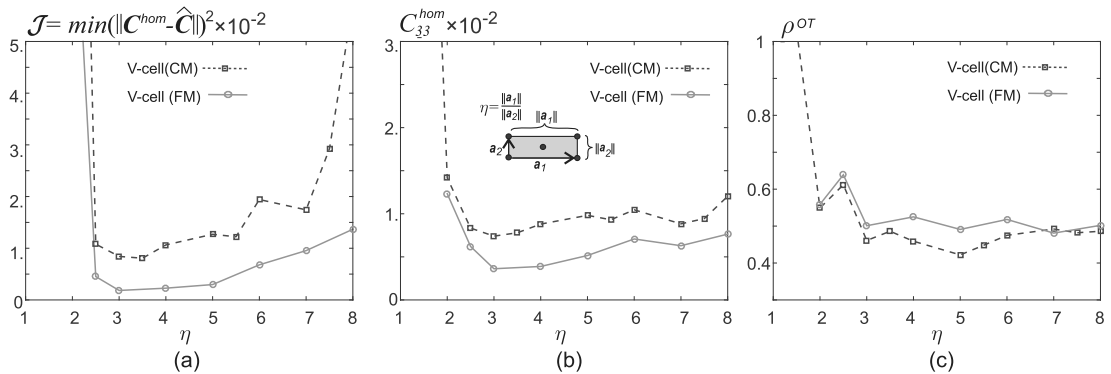 𝒥= min(‖C^hom-Ĉ‖)²×10⁻²
5.
4.
3.
2.
1.
0
1 2 3 4 5 6 7 8
η
V-cell(CM)
V-cell (FM)
(a)
C₃₃^hom×10⁻²
3.
2.
1.
0
1 2 3 4 5 6 7 8
η
V-cell(CM)
V-cell (FM)
η=‖a₁‖/‖a₂‖
‖a₁‖
a₂
‖a₂‖
a₁
(b)
ρ^OT
1
0.8
0.6
0.4
1 2 3 4 5 6 7 8
η
V-cell(CM)
V-cell (FM)
(c)